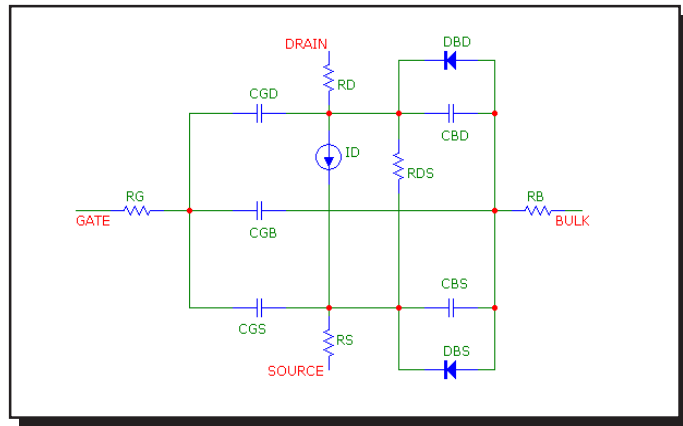 DBD
DRAIN
RD
CGD
CBD
ID
RDS
RG
RB
GATE
CGB
BULK
CBS
CGS
RS
DBS
SOURCE